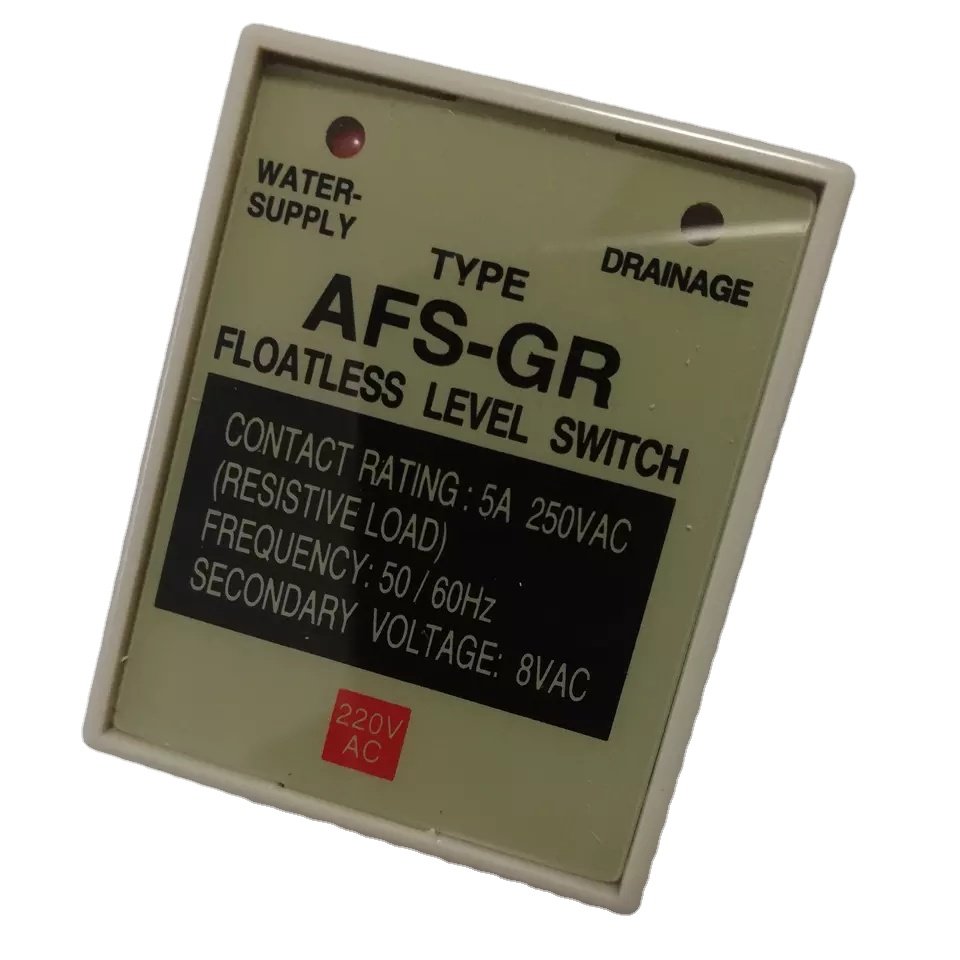 WATER-
SUPPLY
DRAINAGE
TYPE
AFS-GR
FLOATLESS LEVEL SWITCH
CONTACT RATING: 5A 250VAC
(RESISTIVE LOAD)
FREQUENCY: 50 / 60Hz
SECONDARY VOLTAGE: 8VAC
220V
AC